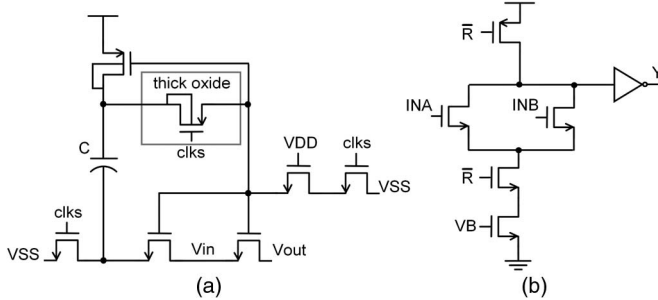 thick oxide
clks
C
VDD
clks
VSS
clks
VSS
Vin
Vout
(a)
R̅
Y
INA
INB
R̅
VB
(b)